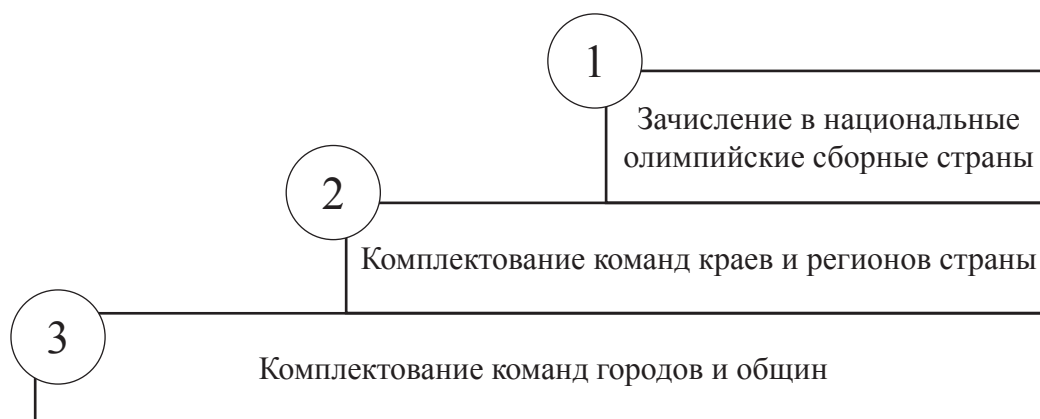 1
Зачисление в национальные
олимпийские сборные страны
2
Комплектование команд краев и регионов страны
3
Комплектование команд городов и общин